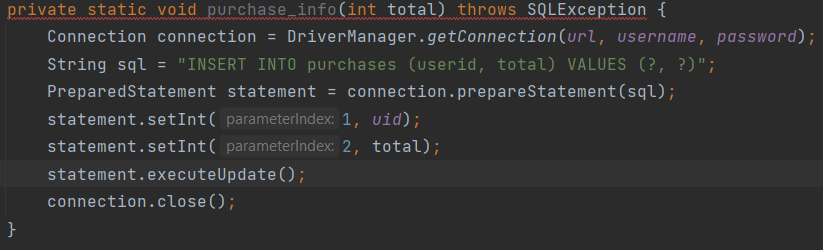 private static void purchase_info(int total) throws SQLException {
Connection connection = DriverManager.getConnection(url, username, password);
String sql = "INSERT INTO purchases (userid, total) VALUES (?, ?)";
PreparedStatement statement = connection.prepareStatement(sql);
statement.setInt( parameterIndex: 1, uid);
statement.setInt( parameterIndex: 2, total);
statement.executeUpdate();
connection.close();
}